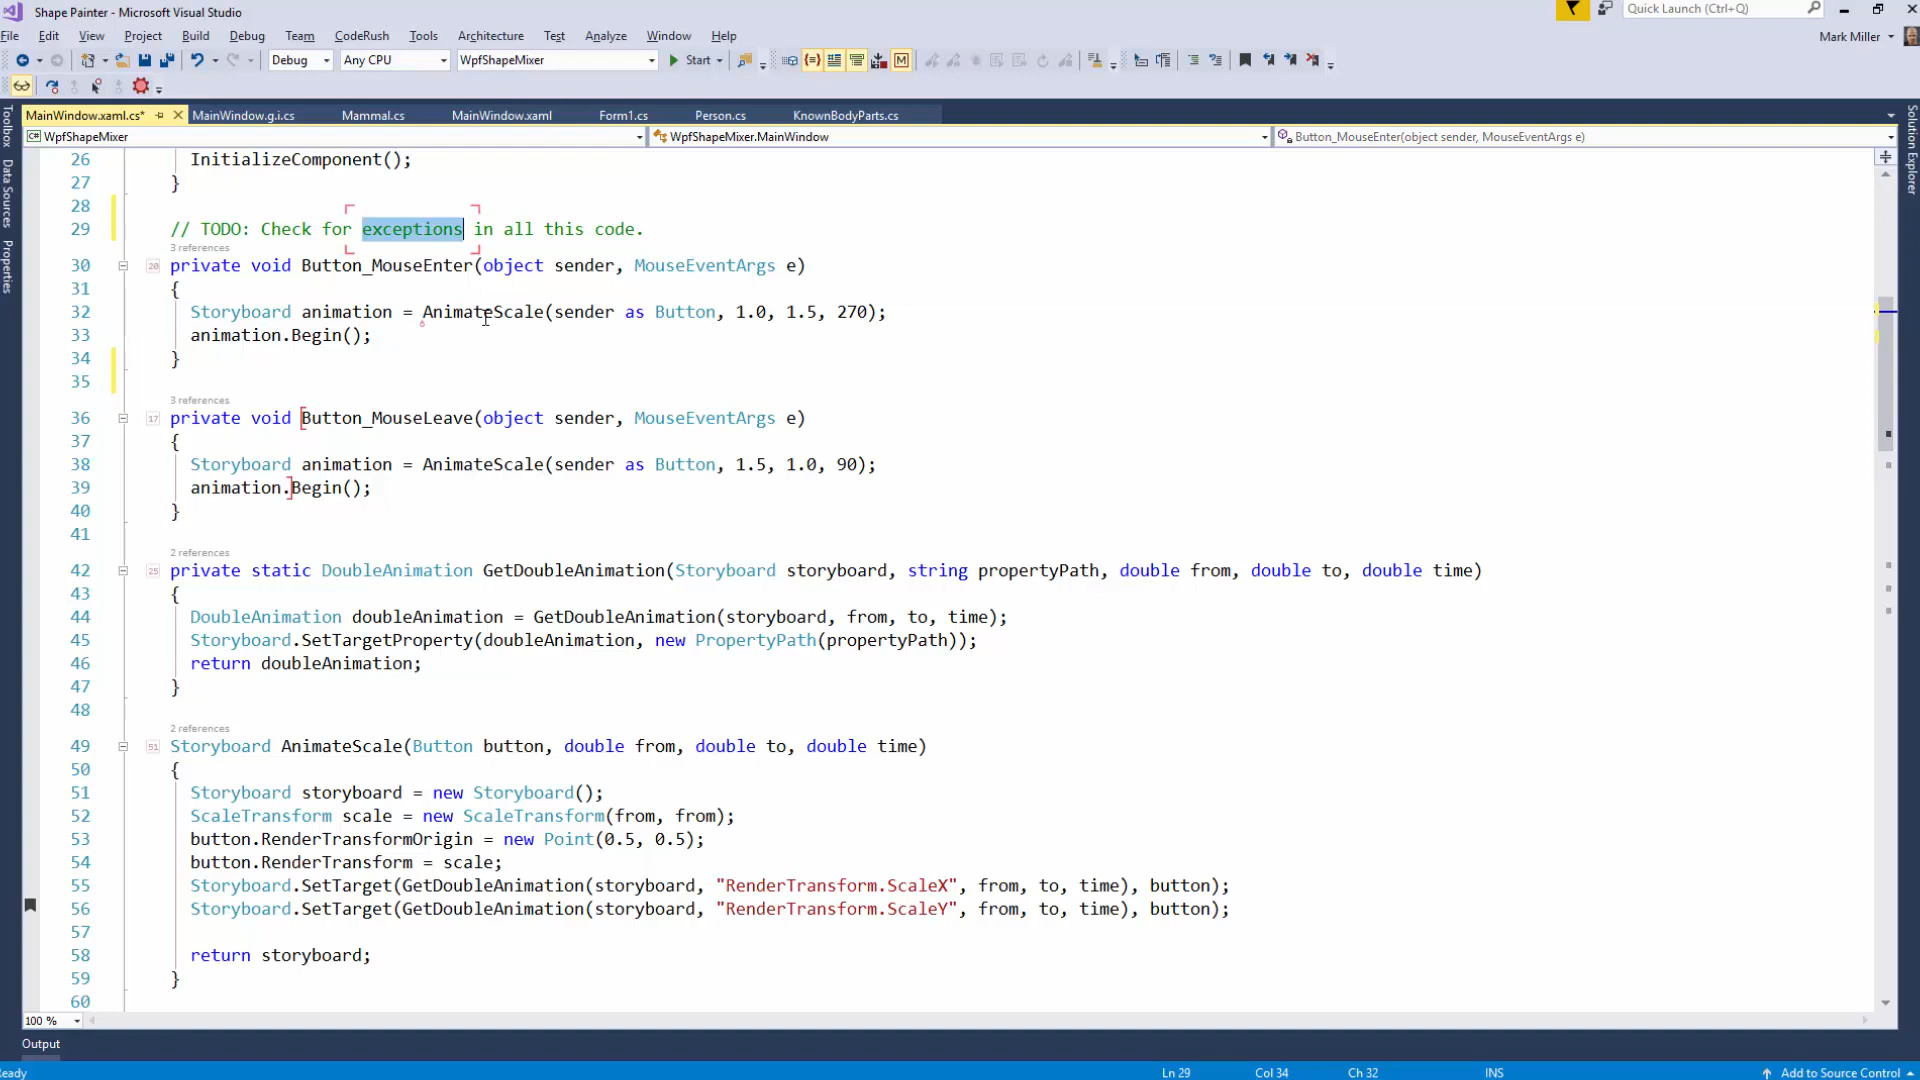 Shape Painter - Microsoft Visual Studio
Quick Launch (Ctrl+Q)
File Edit View Project Build Debug Team CodeRush Tools Architecture Test Analyze Window Help
Mark Miller
Debug Any CPU WpfShapeMixer Start
MainWindow.xaml.cs* MainWindow.g.i.cs Mammal.cs MainWindow.xaml Form1.cs Person.cs KnownBodyParts.cs
WpfShapeMixer WpfShapeMixer.MainWindow Button_MouseEnter(object sender, MouseEventArgs e)
Toolbox
Data Sources
Properties
Solution Explorer
26 InitializeComponent();
27 }
28
29 // TODO: Check for exceptions in all this code.
3 references
30 20 private void Button_MouseEnter(object sender, MouseEventArgs e)
31 {
32 Storyboard animation = AnimateScale(sender as Button, 1.0, 1.5, 270);
33 animation.Begin();
34 }
35
3 references
36 17 private void Button_MouseLeave(object sender, MouseEventArgs e)
37 {
38 Storyboard animation = AnimateScale(sender as Button, 1.5, 1.0, 90);
39 animation.Begin();
40 }
41
2 references
42 25 private static DoubleAnimation GetDoubleAnimation(Storyboard storyboard, string propertyPath, double from, double to, double time)
43 {
44 DoubleAnimation doubleAnimation = GetDoubleAnimation(storyboard, from, to, time);
45 Storyboard.SetTargetProperty(doubleAnimation, new PropertyPath(propertyPath));
46 return doubleAnimation;
47 }
48
2 references
49 51 Storyboard AnimateScale(Button button, double from, double to, double time)
50 {
51 Storyboard storyboard = new Storyboard();
52 ScaleTransform scale = new ScaleTransform(from, from);
53 button.RenderTransformOrigin = new Point(0.5, 0.5);
54 button.RenderTransform = scale;
55 Storyboard.SetTarget(GetDoubleAnimation(storyboard, "RenderTransform.ScaleX", from, to, time), button);
56 Storyboard.SetTarget(GetDoubleAnimation(storyboard, "RenderTransform.ScaleY", from, to, time), button);
57
58 return storyboard;
59 }
60
100 %
Output
Ready Ln 29 Col 34 Ch 32 INS Add to Source Control